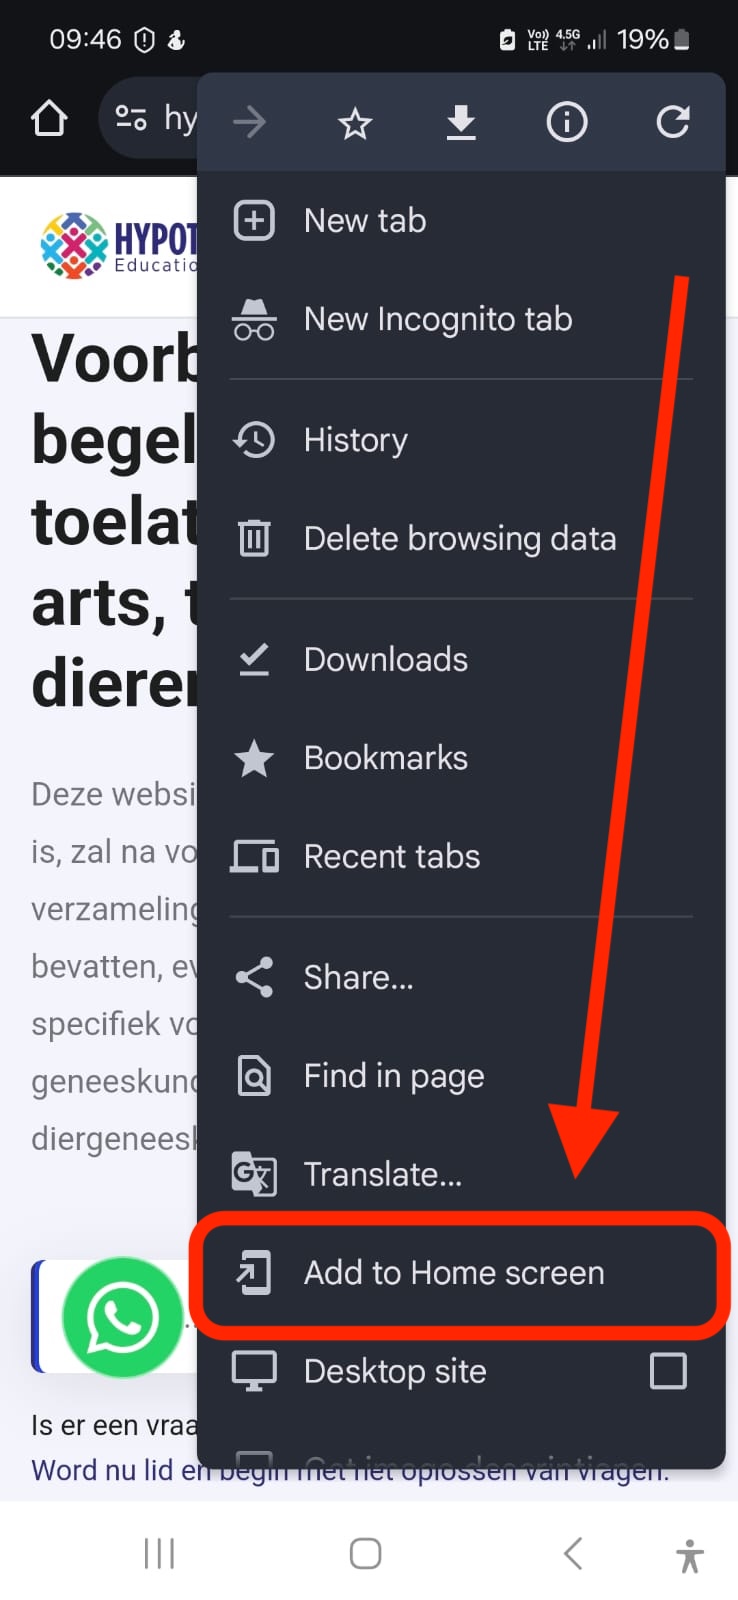 09:46
Vo)) LTE 4.5G 19%
hy
HYPOT
Educatio
New tab
New Incognito tab
History
Delete browsing data
Downloads
Bookmarks
Recent tabs
Share...
Find in page
Translate...
Add to Home screen
Desktop site
Get image descriptions
Voorb
begel
toelat
arts, t
dierer
Deze websi
is, zal na vo
verzameling
bevatten, ev
specifiek vo
geneeskund
diergeneesk
Is er een vraa
Word nu lid en begin met het oplossen van vragen.